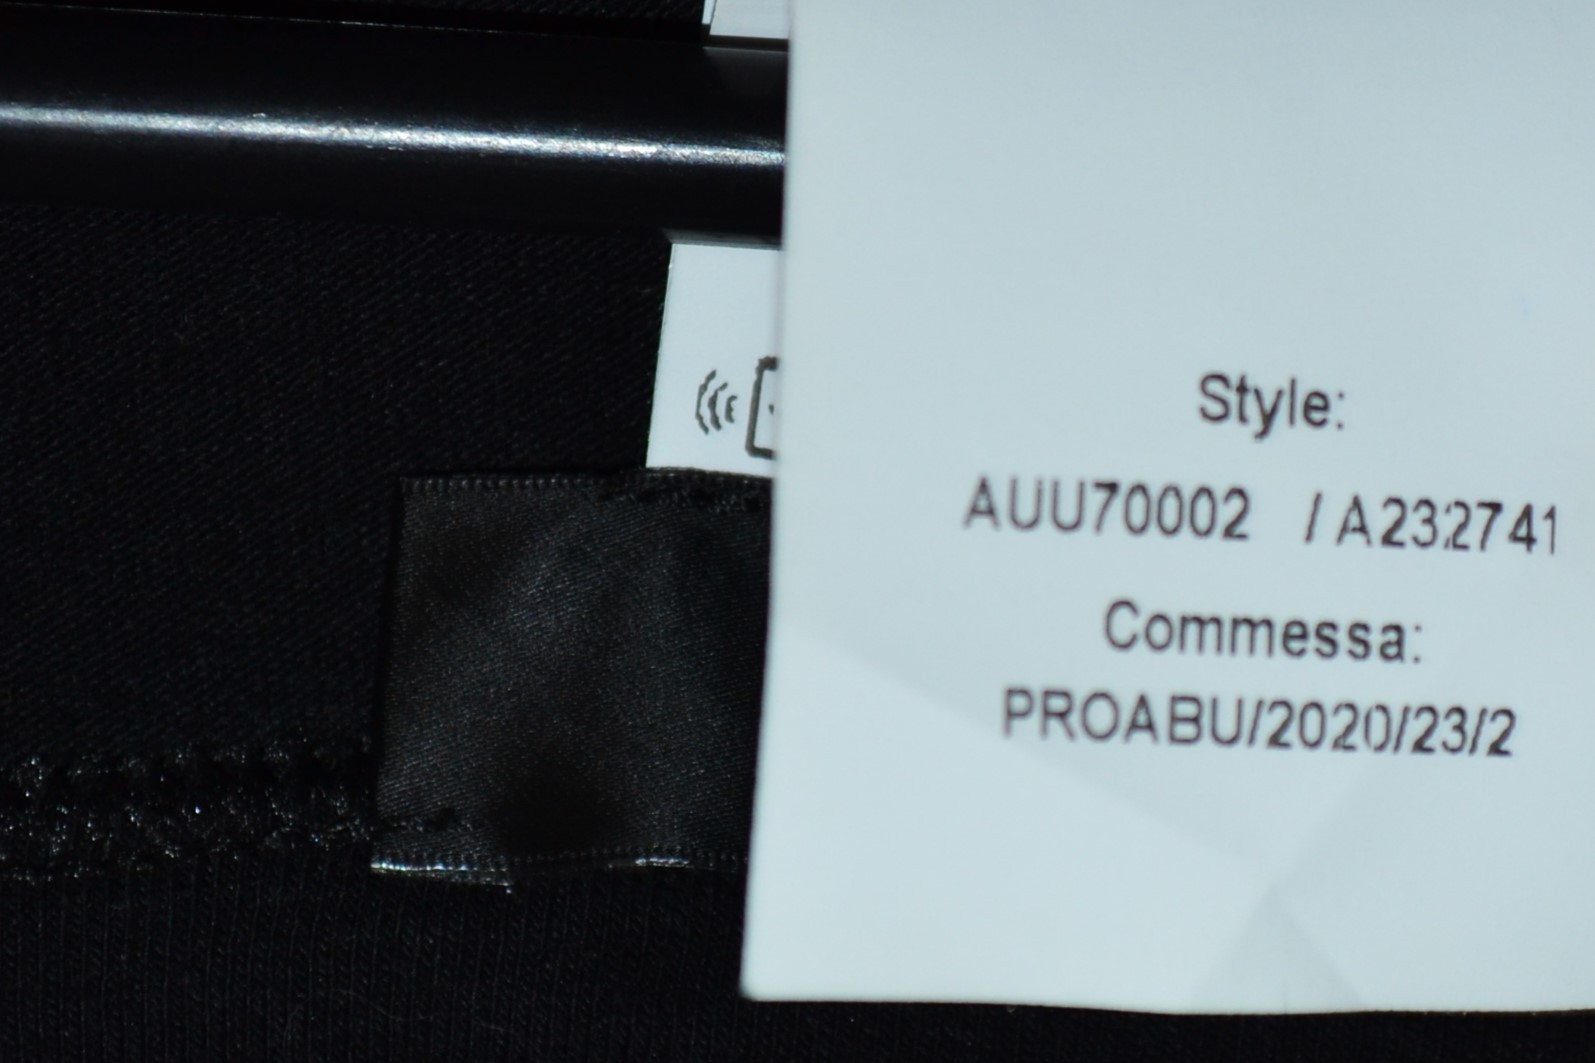 Style:
AUU70002 / A232741
Commessa:
PROABU/2020/23/2